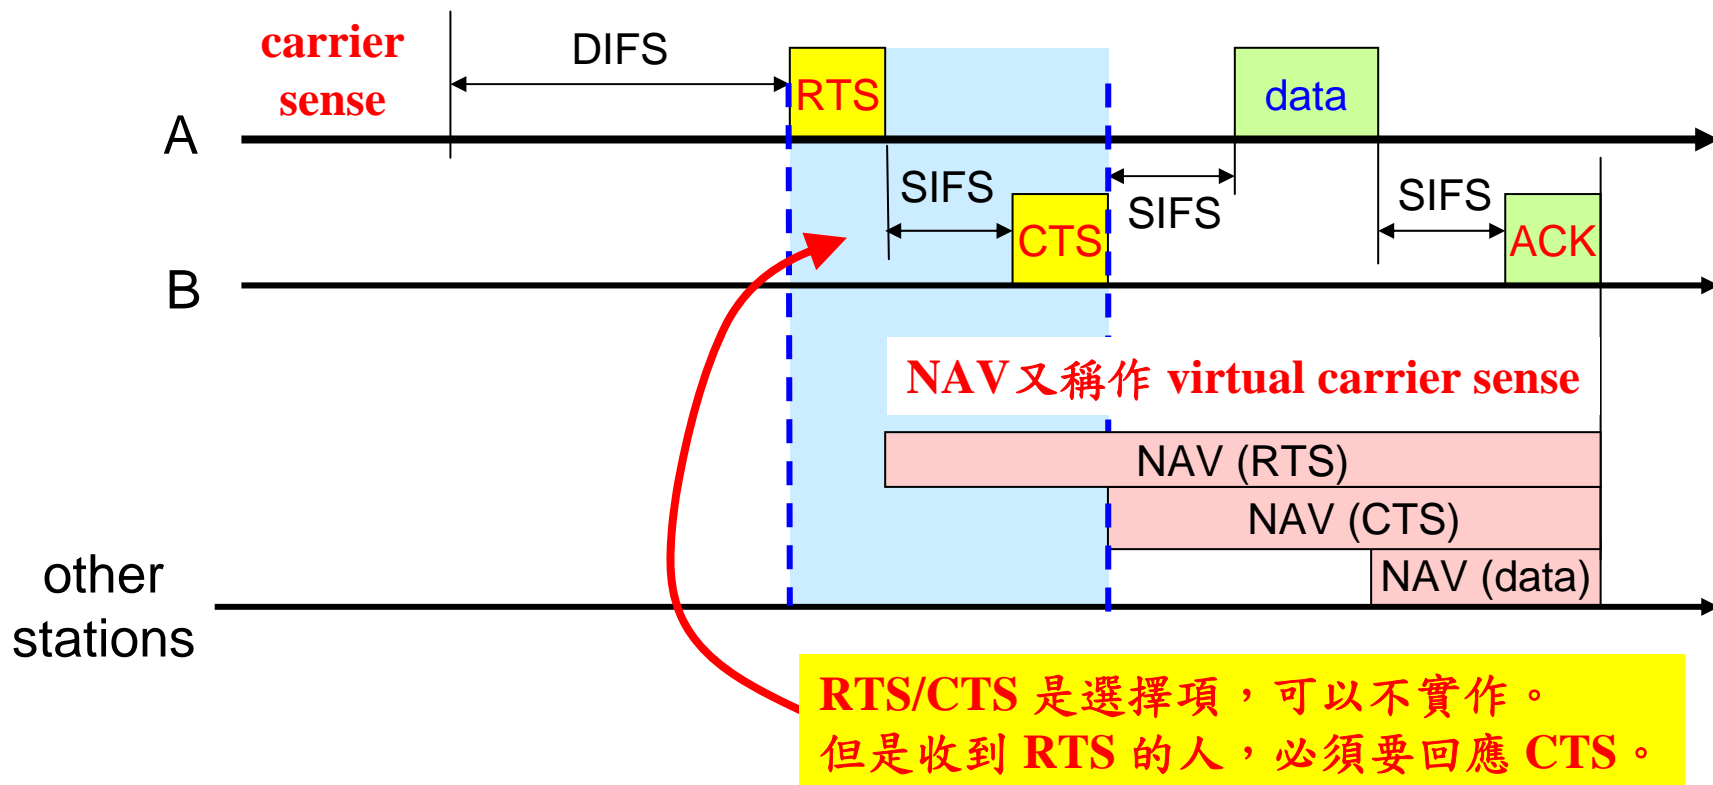 carrier
sense
DIFS
RTS
data
A
SIFS
CTS
SIFS
SIFS
ACK
B
NAV又稱作 virtual carrier sense
NAV (RTS)
NAV (CTS)
NAV (data)
other
stations
RTS/CTS 是選擇項，可以不實作。
但是收到 RTS 的人，必須要回應 CTS。